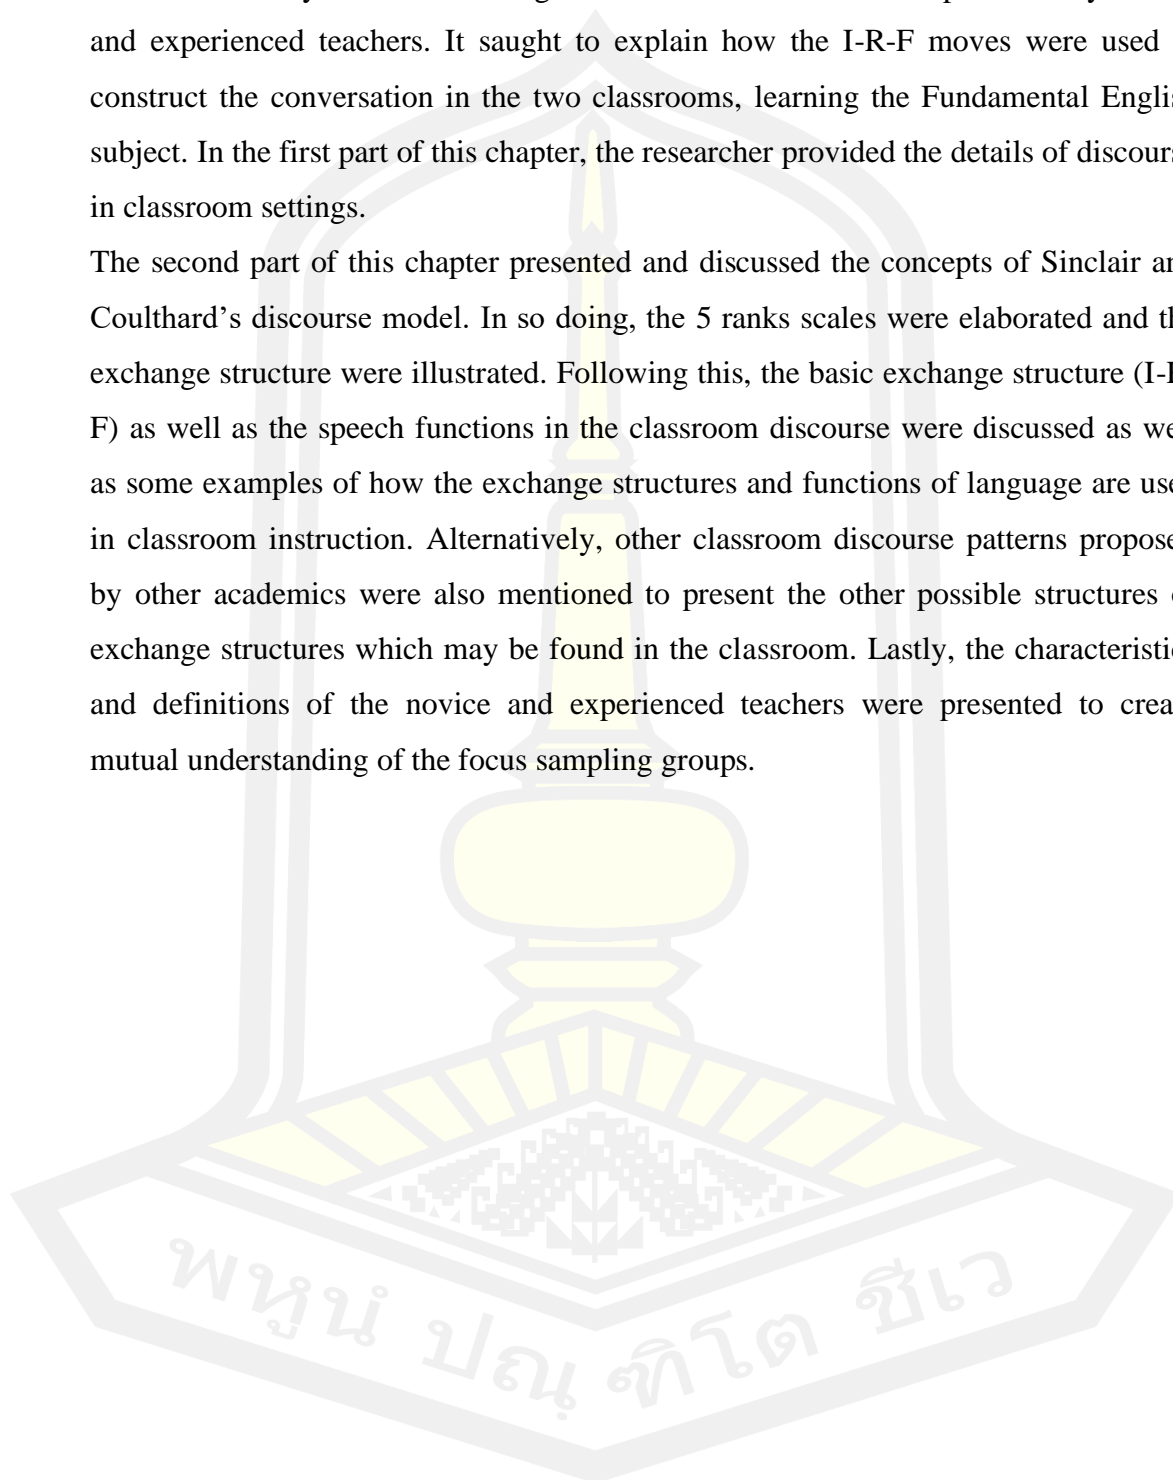 and experienced teachers. It saught to explain how the I-R-F moves were used
construct the conversation in the two classrooms, learning the Fundamental Englis
subject. In the first part of this chapter, the researcher provided the details of discours
in classroom settings.
The second part of this chapter presented and discussed the concepts of Sinclair an
Coulthard's discourse model. In so doing, the 5 ranks scales were elaborated and th
exchange structure were illustrated. Following this, the basic exchange structure (I-
F) as well as the speech functions in the classroom discourse were discussed as we
as some examples of how the exchange structures and functions of language are use
in classroom instruction. Alternatively, other classroom discourse patterns propose
by other academics were also mentioned to present the other possible structures
exchange structures which may be found in the classroom. Lastly, the characteristic
and definitions of the novice and experienced teachers were presented to crea
mutual understanding of the focus sampling groups.
พหูนํ ปณฺฑิโต ชีเว